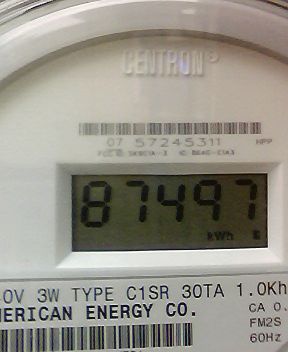 CENTRON®
07 57245311 HPP
87497
kWh
0V 3W TYPE C1SR 30TA 1.0Kh
MERICAN ENERGY CO.
CA 0.
FM2S
60Hz